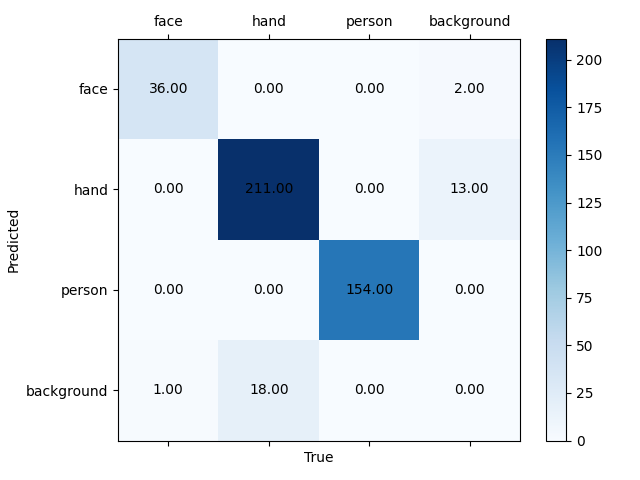 face hand person background
face 36.00 0.00 0.00 2.00
hand 0.00 211.00 0.00 13.00
person 0.00 0.00 154.00 0.00
background 1.00 18.00 0.00 0.00
Predicted
True
200
175
150
125
100
75
50
25
0